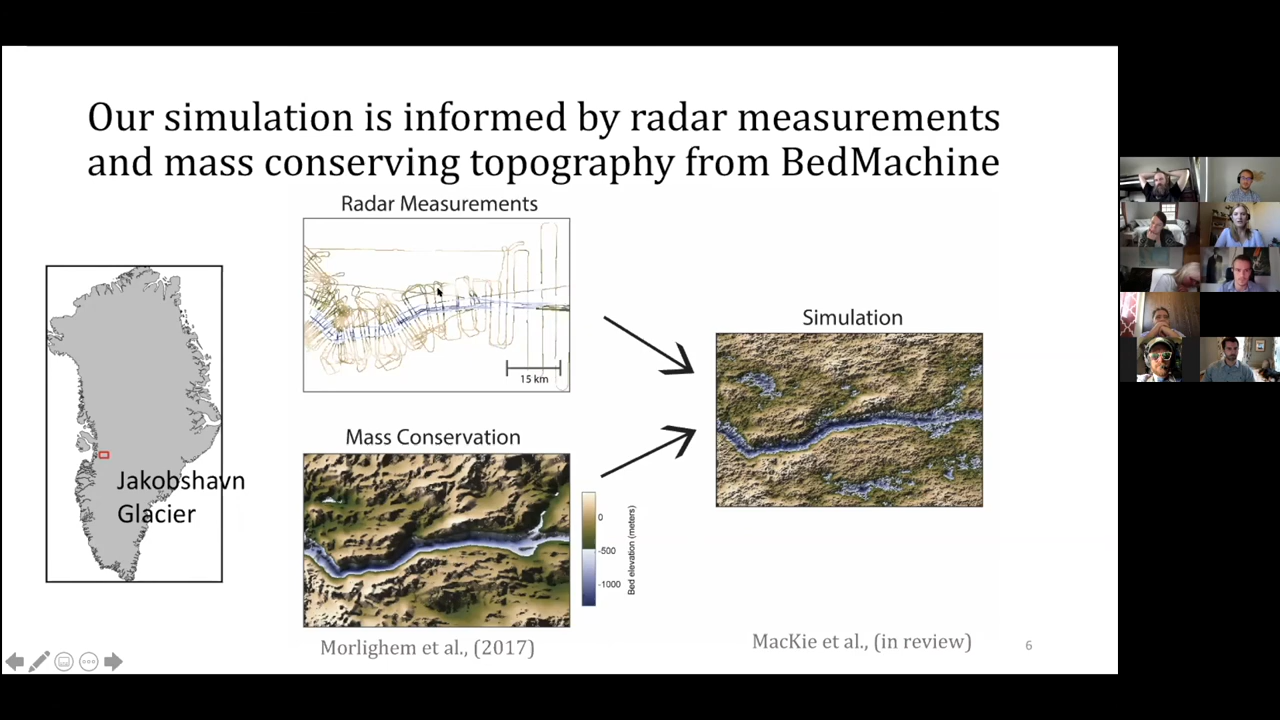 Our simulation is informed by radar measurements
and mass conserving topography from BedMachine
Radar Measurements
15 km
Jakobshavn
Glacier
Mass Conservation
0
-500
-1000
Bed elevation (meters)
Morlighem et al., (2017)
Simulation
MacKie et al., (in review)
6